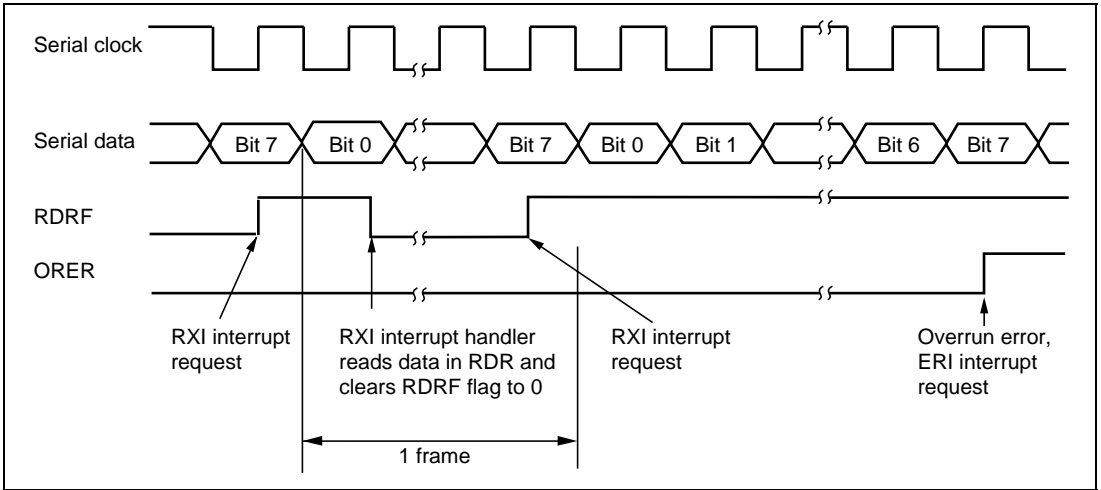 Serial clock
Serial data
Bit 7
Bit 0
Bit 7
Bit 0
Bit 1
Bit 6
Bit 7
RDRF
ORER
RXI interrupt
request
RXI interrupt handler
reads data in RDR and
clears RDRF flag to 0
RXI interrupt
request
Overrun error,
ERI interrupt
request
1 frame